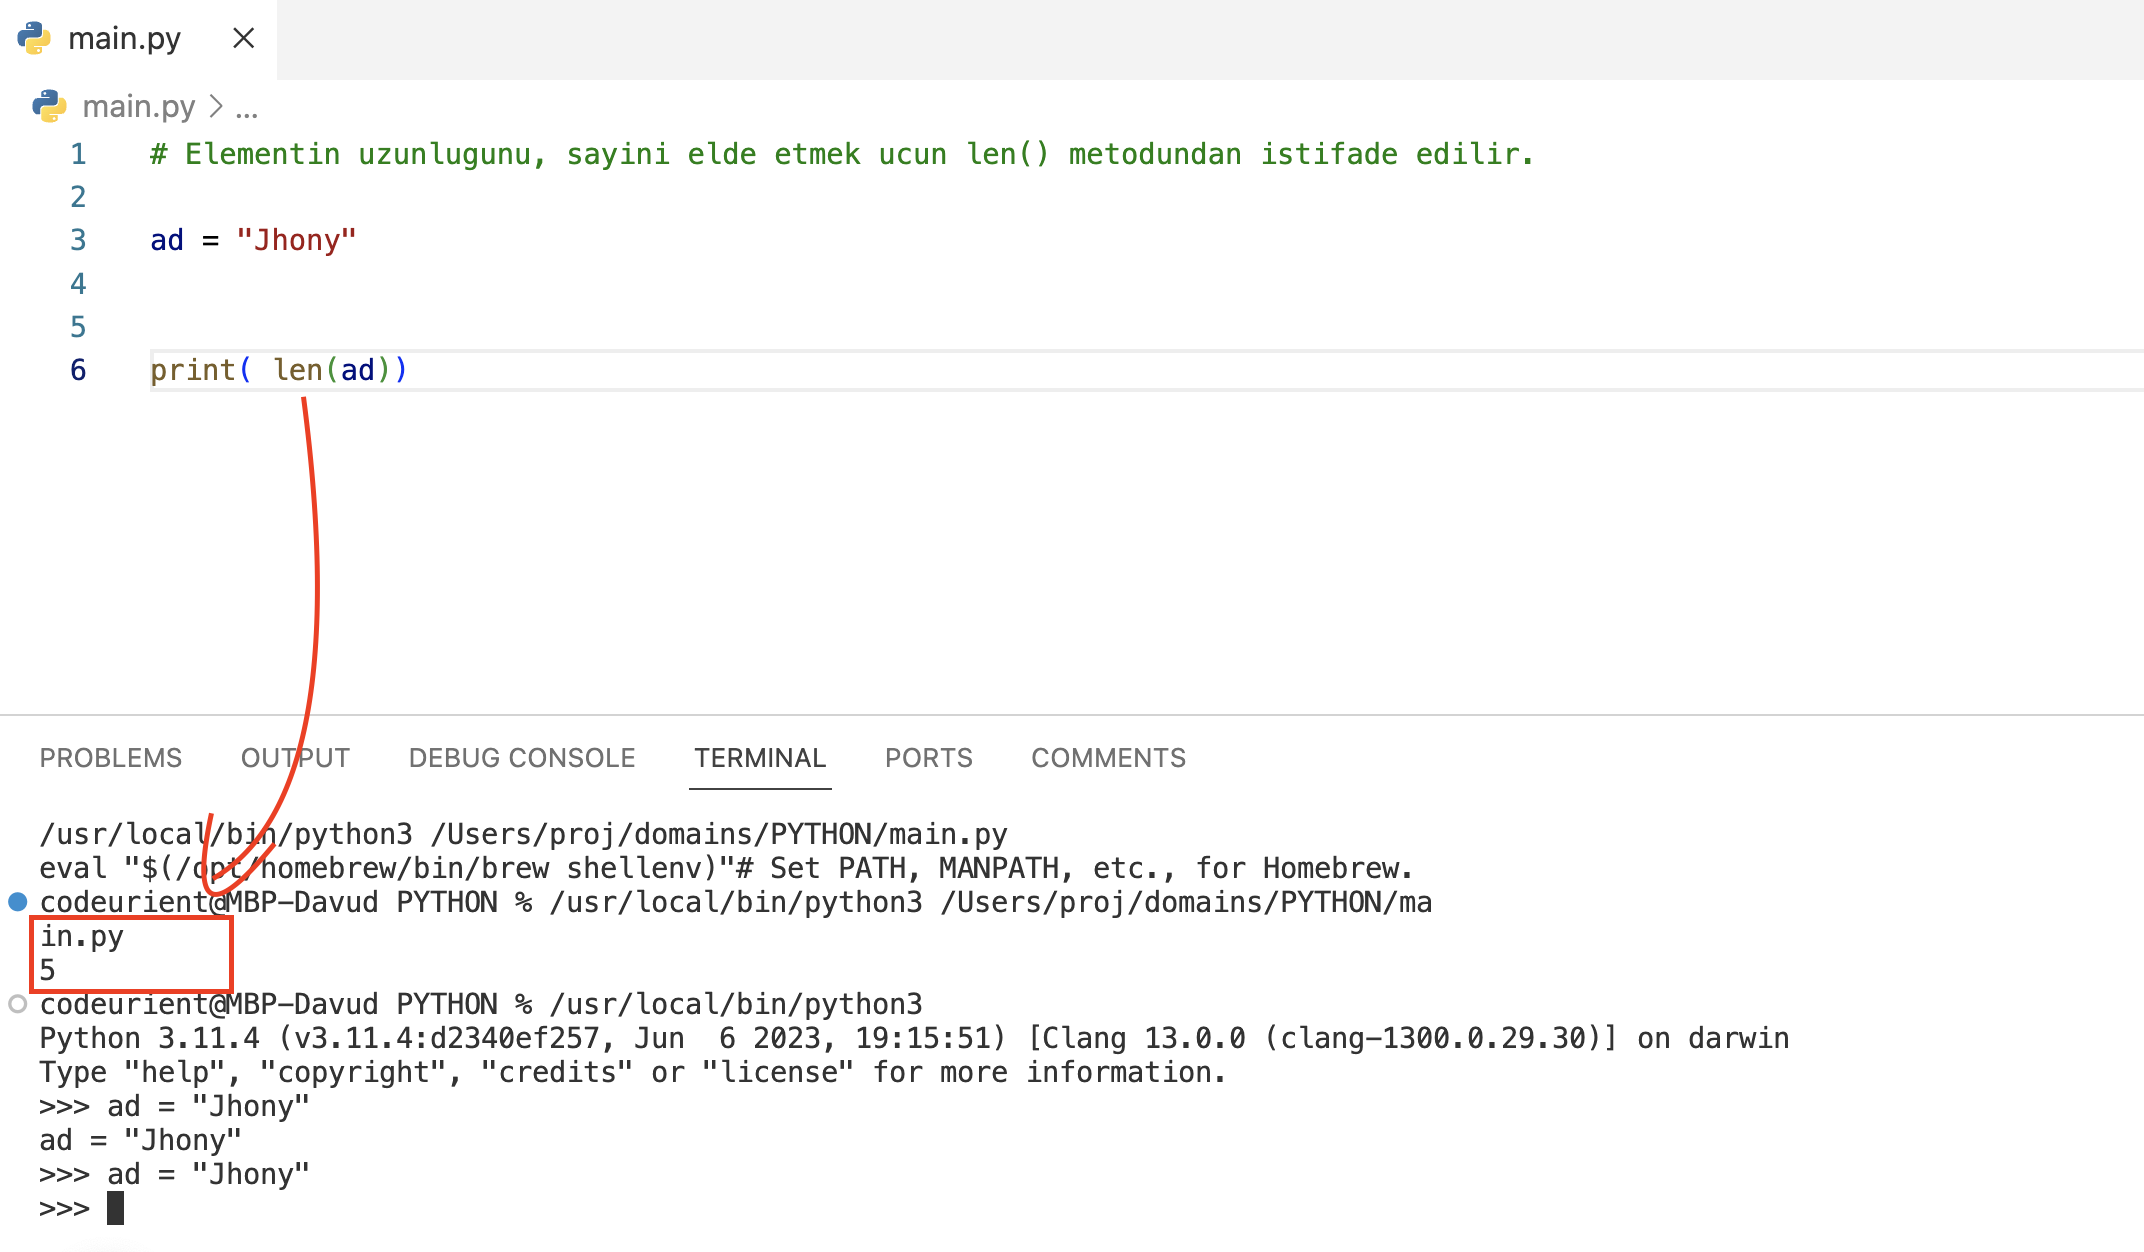 main.py
main.py > ...
1 # Elementin uzunlugunu, sayini elde etmek ucun len() metodundan istifade edilir.
2
3 ad = "Jhony"
4
5
6 print( len(ad))
PROBLEMS OUTPUT DEBUG CONSOLE TERMINAL PORTS COMMENTS
/usr/local/bin/python3 /Users/proj/domains/PYTHON/main.py
eval "$(/opt/homebrew/bin/brew shellenv)"# Set PATH, MANPATH, etc., for Homebrew.
codeurient@MBP-Davud PYTHON % /usr/local/bin/python3 /Users/proj/domains/PYTHON/ma
in.py
5
codeurient@MBP-Davud PYTHON % /usr/local/bin/python3
Python 3.11.4 (v3.11.4:d2340ef257, Jun  6 2023, 19:15:51) [Clang 13.0.0 (clang-1300.0.29.30)] on darwin
Type "help", "copyright", "credits" or "license" for more information.
>>> ad = "Jhony"
ad = "Jhony"
>>> ad = "Jhony"
>>>